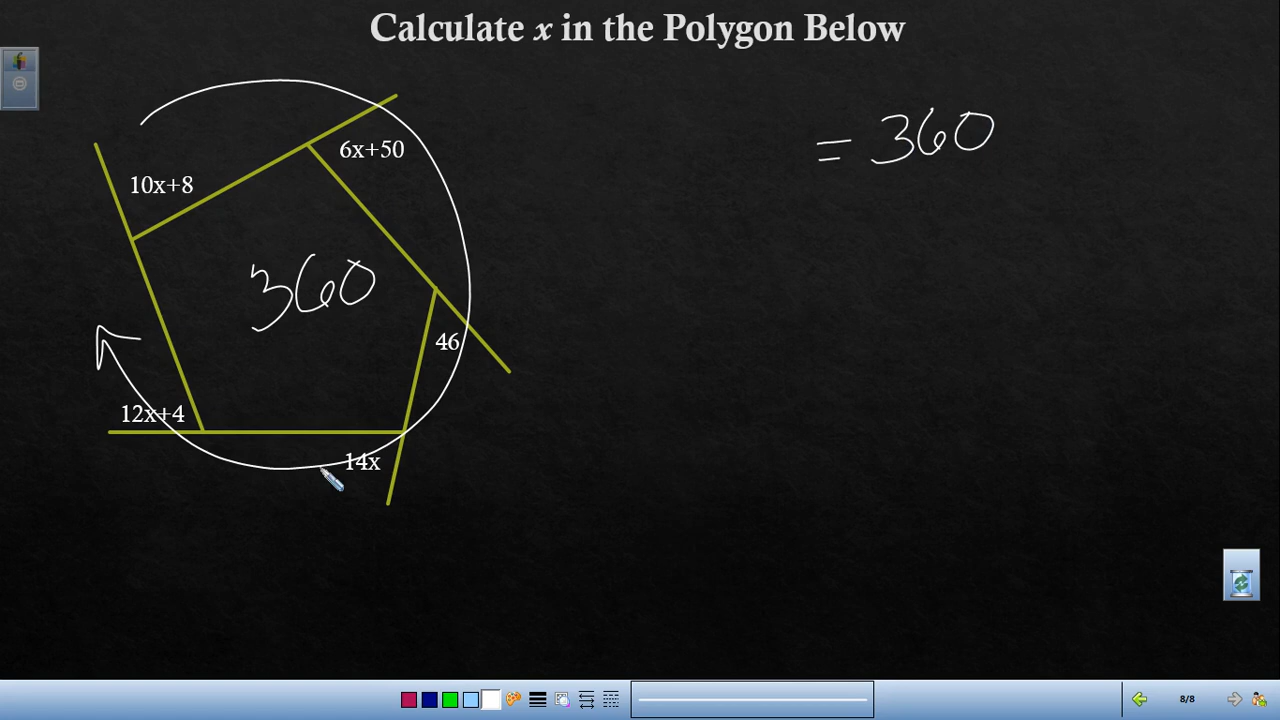 Calculate x in the Polygon Below
= 360
6x+50
10x+8
360
46
12x+4
14x
8/8